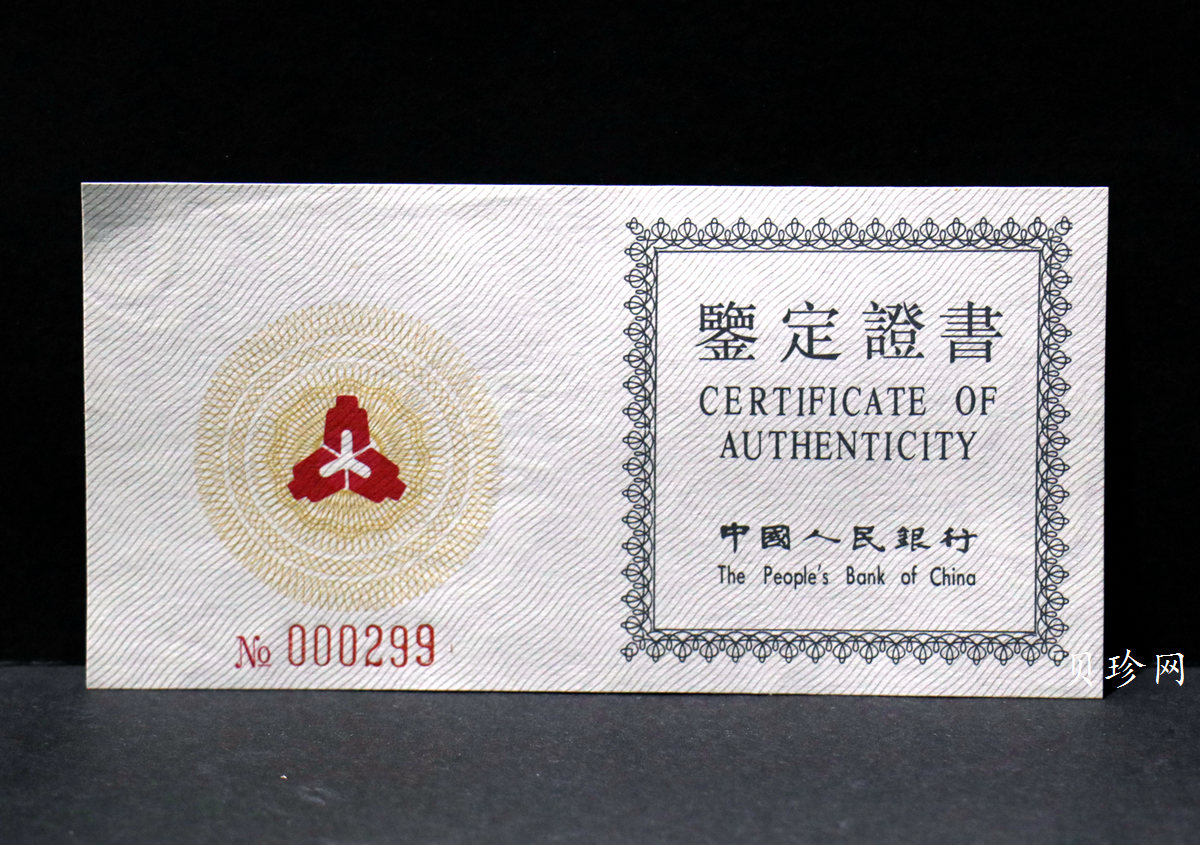 鑒定證書
CERTIFICATE OF
AUTHENTICITY
中國人民銀行
The People's Bank of China
№ 000299
贝珍网